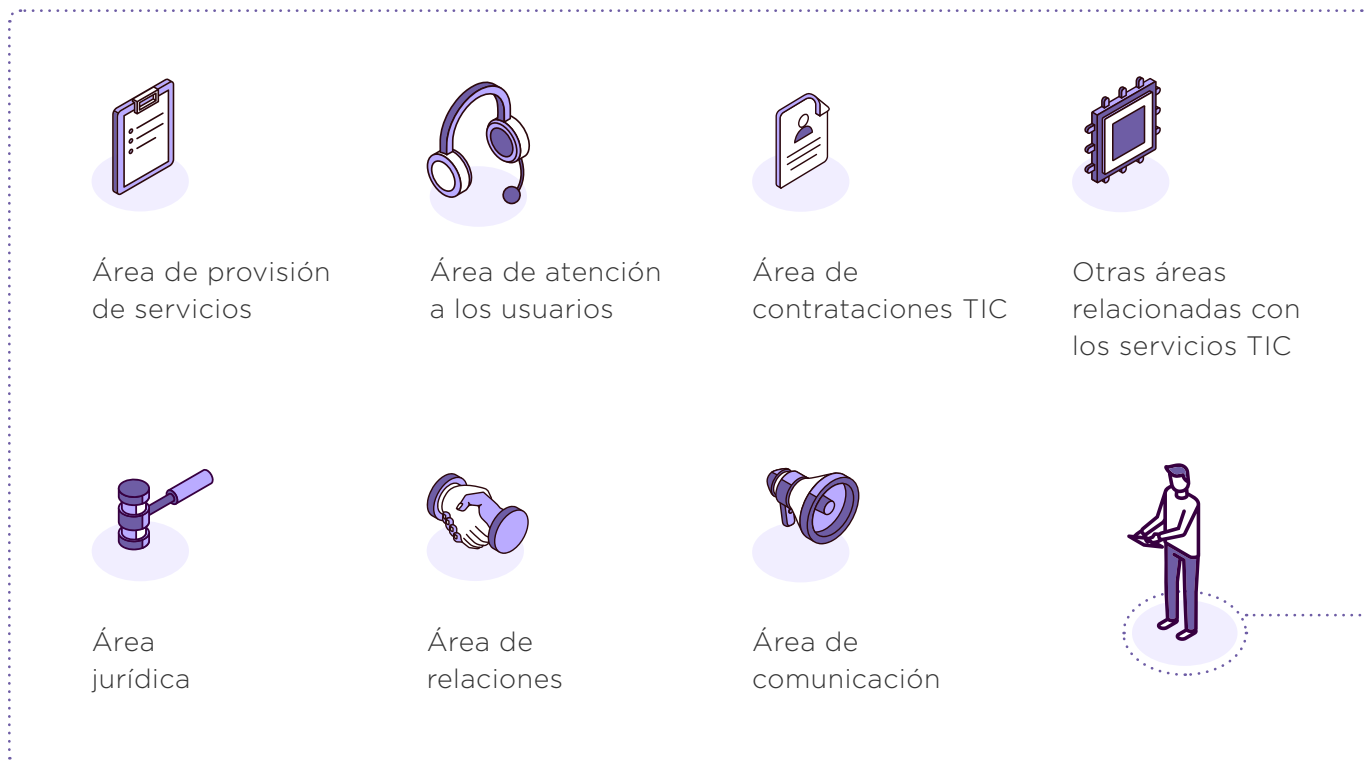 Área de provisión
de servicios
Área de atención
a los usuarios
Área de
contrataciones TIC
Otras áreas
relacionadas con
los servicios TIC
Área
jurídica
Área de
relaciones
Área de
comunicación